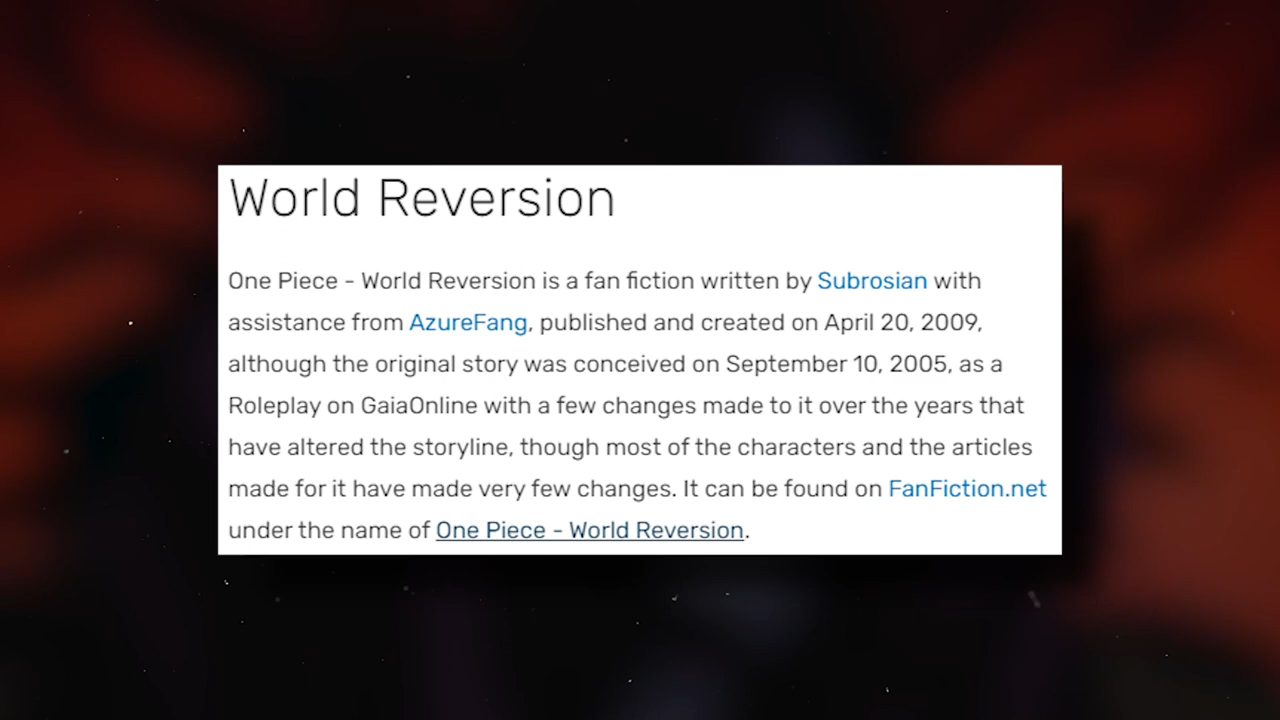 World Reversion
One Piece - World Reversion is a fan fiction written by Subrosian with
assistance from AzureFang, published and created on April 20, 2009,
although the original story was conceived on September 10, 2005, as a
Roleplay on GaiaOnline with a few changes made to it over the years that
have altered the storyline, though most of the characters and the articles
made for it have made very few changes. It can be found on FanFiction.net
under the name of One Piece - World Reversion.